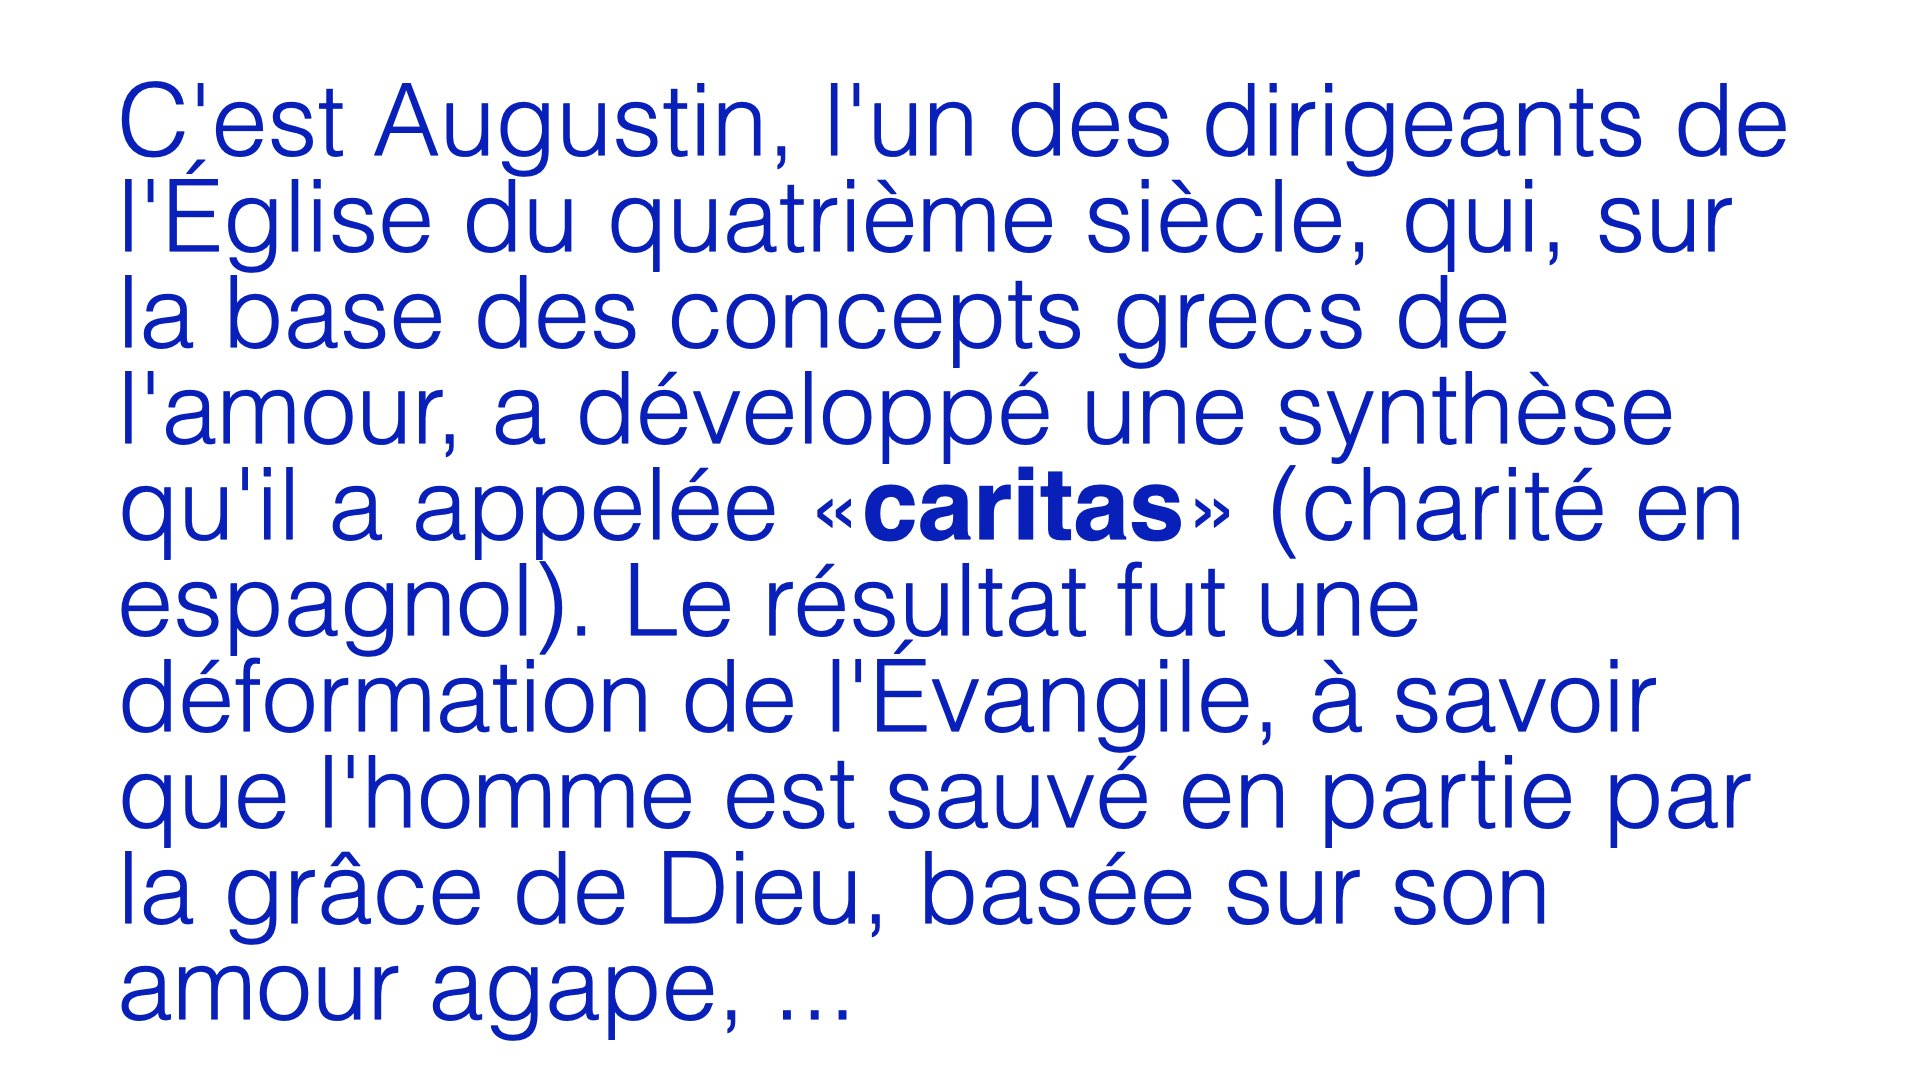 C'est Augustin, l'un des dirigeants de
l'Église du quatrième siècle, qui, sur
la base des concepts grecs de
l'amour, a développé une synthèse
qu'il a appelée «caritas» (charité en
espagnol). Le résultat fut une
déformation de l'Évangile, à savoir
que l'homme est sauvé en partie par
la grâce de Dieu, basée sur son
amour agape, ...